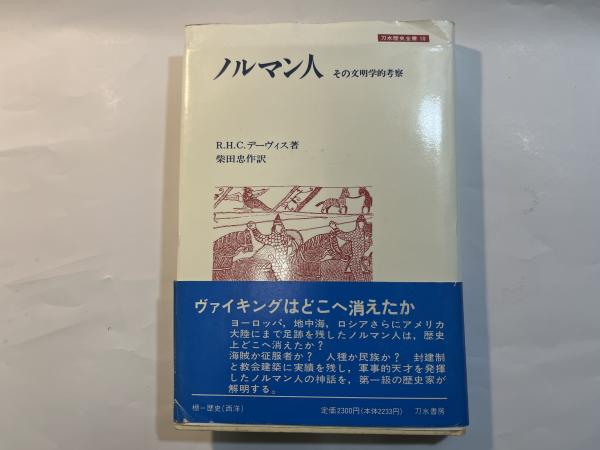 刀水歴史全書 10
ノルマン人 その文明学的考察
R.H.C.デーヴィス著
柴田忠作訳
ヴァイキングはどこへ消えたか
ヨーロッパ，地中海，ロシアさらにアメリカ
大陸にまで足跡を残したノルマン人は，歴史
上どこへ消えたか？
海賊か征服者か？ 人種か民族か？ 封建制
と教会建築に実績を残し，軍事的天才を発揮
したノルマン人の神話を，第一級の歴史家が
解明する。
棚－歴史(西洋) 定価2300円(本体2233円) 刀水書房